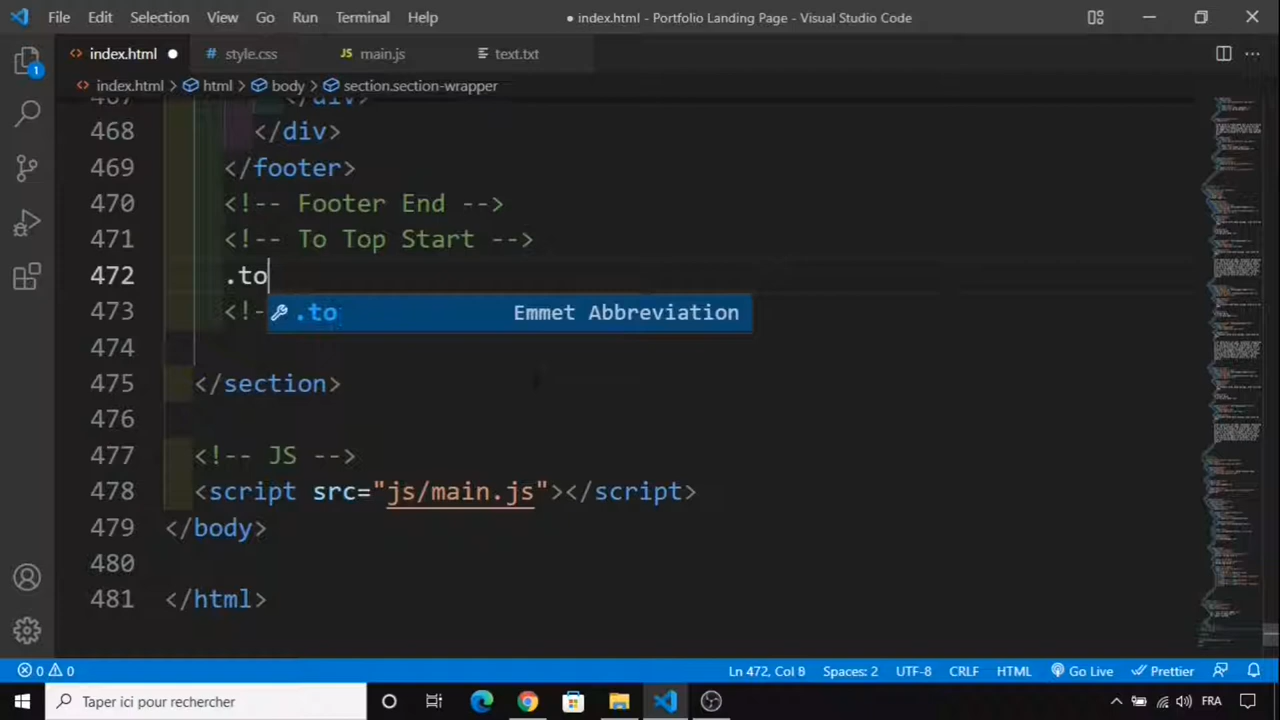 File Edit Selection View Go Run Terminal Help
● index.html - Portfolio Landing Page - Visual Studio Code
index.html ● # style.css JS main.js text.txt
index.html > html > body > section.section-wrapper
467 </div>
468 </div>
469 </footer>
470 <!-- Footer End -->
471 <!-- To Top Start -->
472 .to
473 <!-
.to Emmet Abbreviation
474
475 </section>
476
477 <!-- JS -->
478 <script src="js/main.js"></script>
479 </body>
480
481 </html>
1
0 0 Ln 472, Col 8 Spaces: 2 UTF-8 CRLF HTML Go Live Prettier
Taper ici pour rechercher
FRA